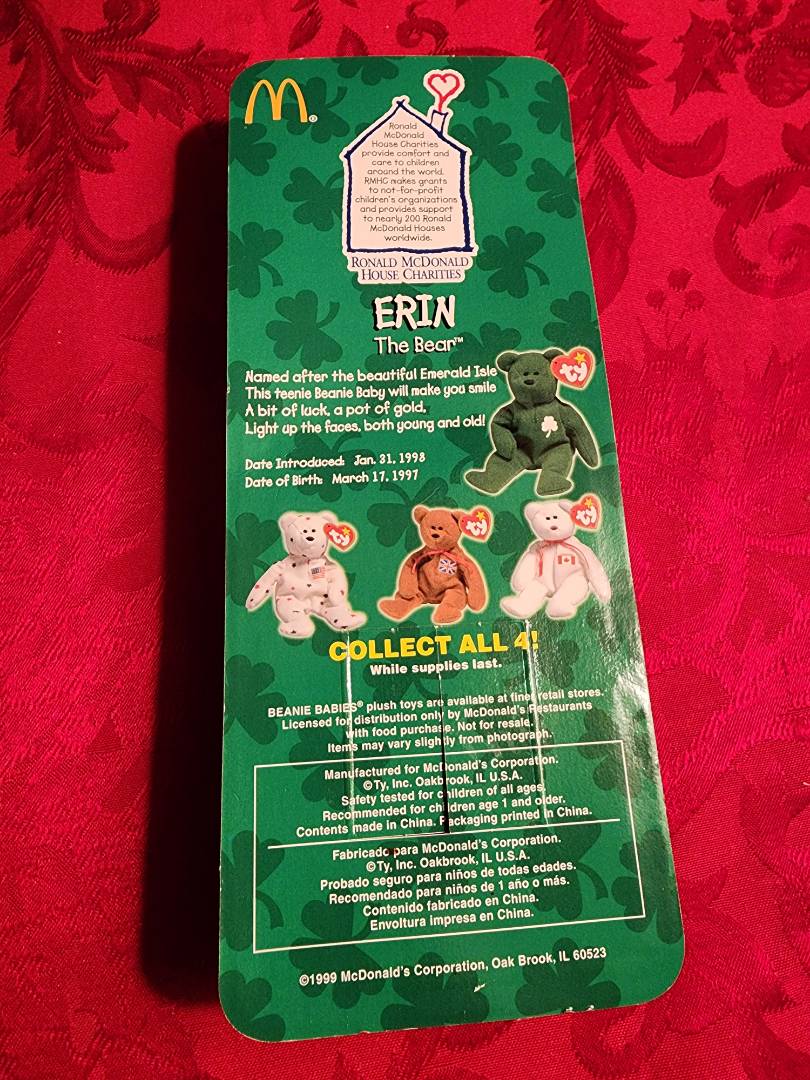 M®
Ronald
McDonald
House Charities
provide comfort and
care to children
around the world.
RMHC makes grants
to not-for-profit
children's organizations
and provides support
to nearly 200 Ronald
McDonald Houses
worldwide.
RONALD MCDONALD
HOUSE CHARITIES
ERIN
The Bear™
Named after the beautiful Emerald Isle
This teenie Beanie Baby will make you smile
A bit of luck, a pot of gold,
Light up the faces, both young and old!
ty
Date Introduced: Jan. 31, 1998
Date of Birth: March 17, 1997
ty
ty
ty
COLLECT ALL 4!
While supplies last.
BEANIE BABIES® plush toys are available at finer retail stores.
Licensed for distribution only by McDonald's Restaurants
with food purchase. Not for resale.
Items may vary slightly from photograph.
Manufactured for McDonald's Corporation.
©Ty, Inc. Oakbrook, IL U.S.A.
Safety tested for children of all ages.
Recommended for children age 1 and older.
Contents made in China. Packaging printed in China.
Fabricado para McDonald's Corporation.
©Ty, Inc. Oakbrook, IL U.S.A.
Probado seguro para niños de todas edades.
Recomendado para niños de 1 año o más.
Contenido fabricado en China.
Envoltura impresa en China.
©1999 McDonald's Corporation, Oak Brook, IL 60523